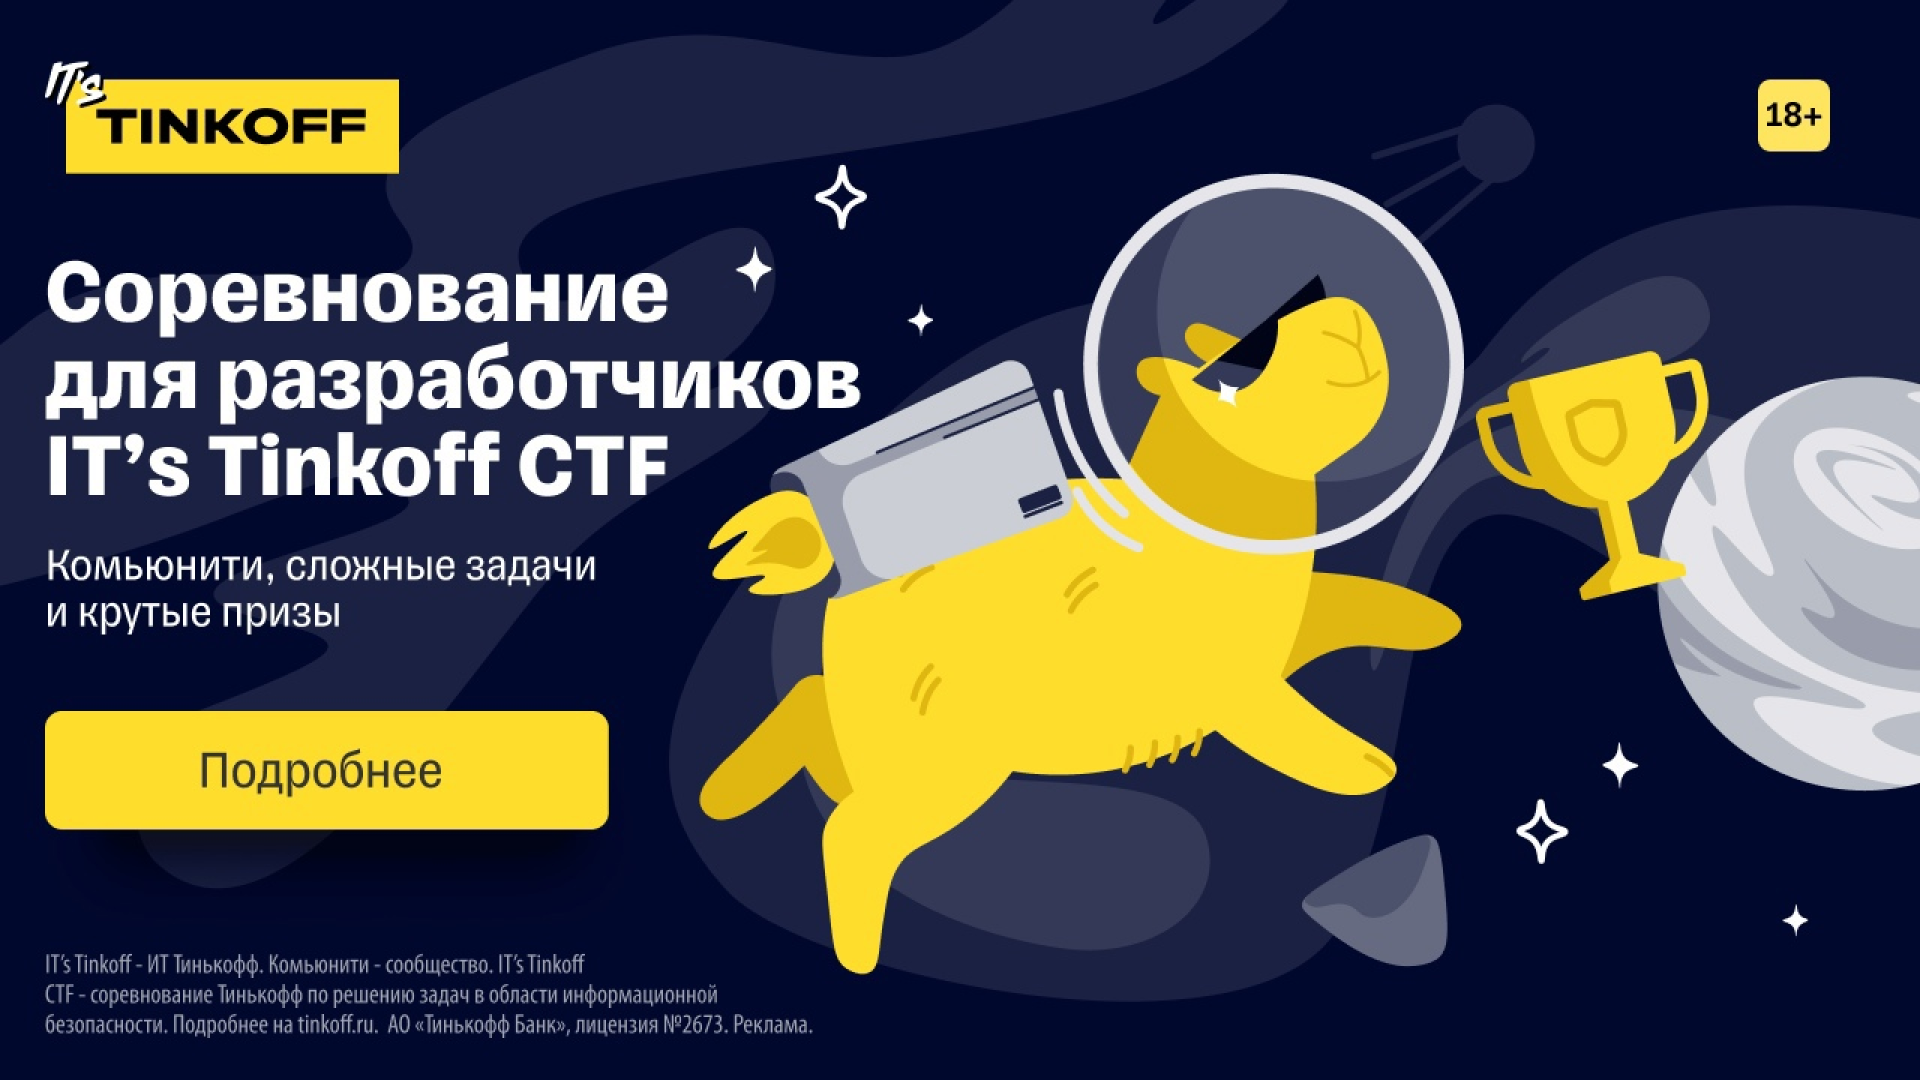 IT's
TINKOFF
18+
Соревнование
для разработчиков
IT’s Tinkoff CTF
Комьюнити, сложные задачи
и крутые призы
Подробнее
IT’s Tinkoff - ИТ Тинькофф. Комьюнити - сообщество. IT’s Tinkoff
CTF - соревнование Тинькофф по решению задач в области информационной
безопасности. Подробнее на tinkoff.ru. АО «Тинькофф Банк», лицензия №2673. Реклама.